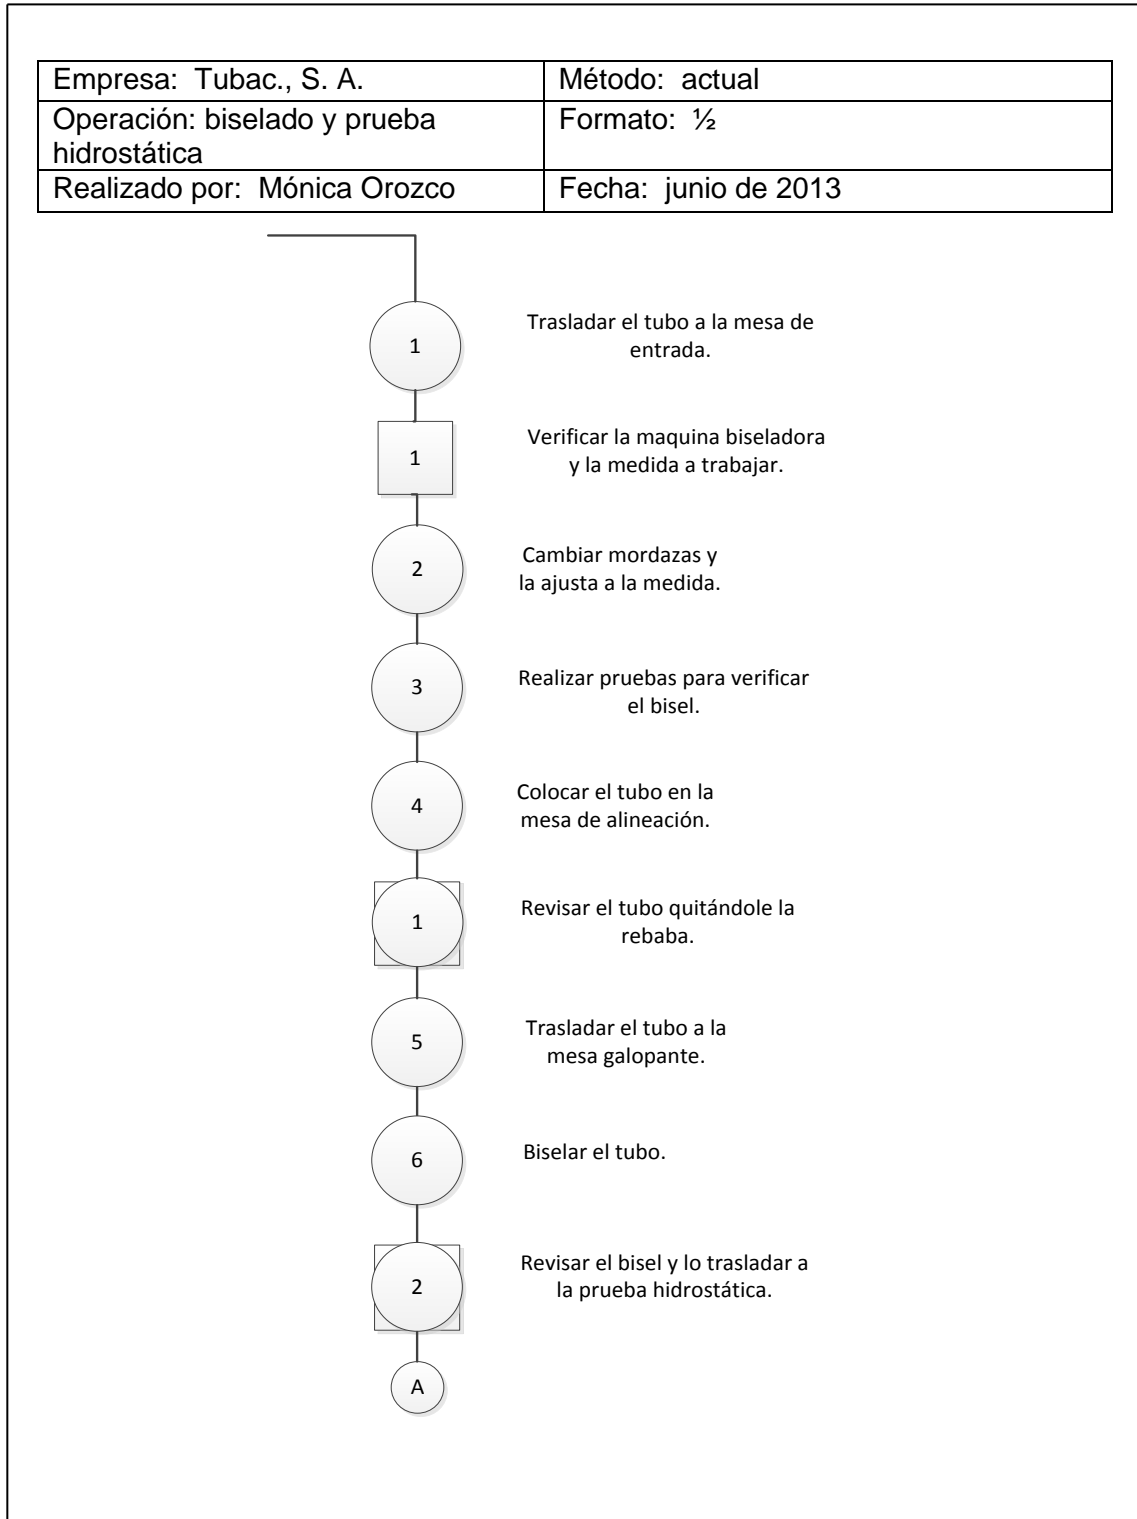 Empresa: Tubac., S. A.
Método: actual
Operación: biselado y prueba
hidrostática
Formato: ½
Realizado por: Mónica Orozco
Fecha: junio de 2013
1
Trasladar el tubo a la mesa de
entrada.
1
Verificar la maquina biseladora
y la medida a trabajar.
2
Cambiar mordazas y
la ajusta a la medida.
3
Realizar pruebas para verificar
el bisel.
4
Colocar el tubo en la
mesa de alineación.
1
Revisar el tubo quitándole la
rebaba.
5
Trasladar el tubo a la
mesa galopante.
6
Biselar el tubo.
2
Revisar el bisel y lo trasladar a
la prueba hidrostática.
A